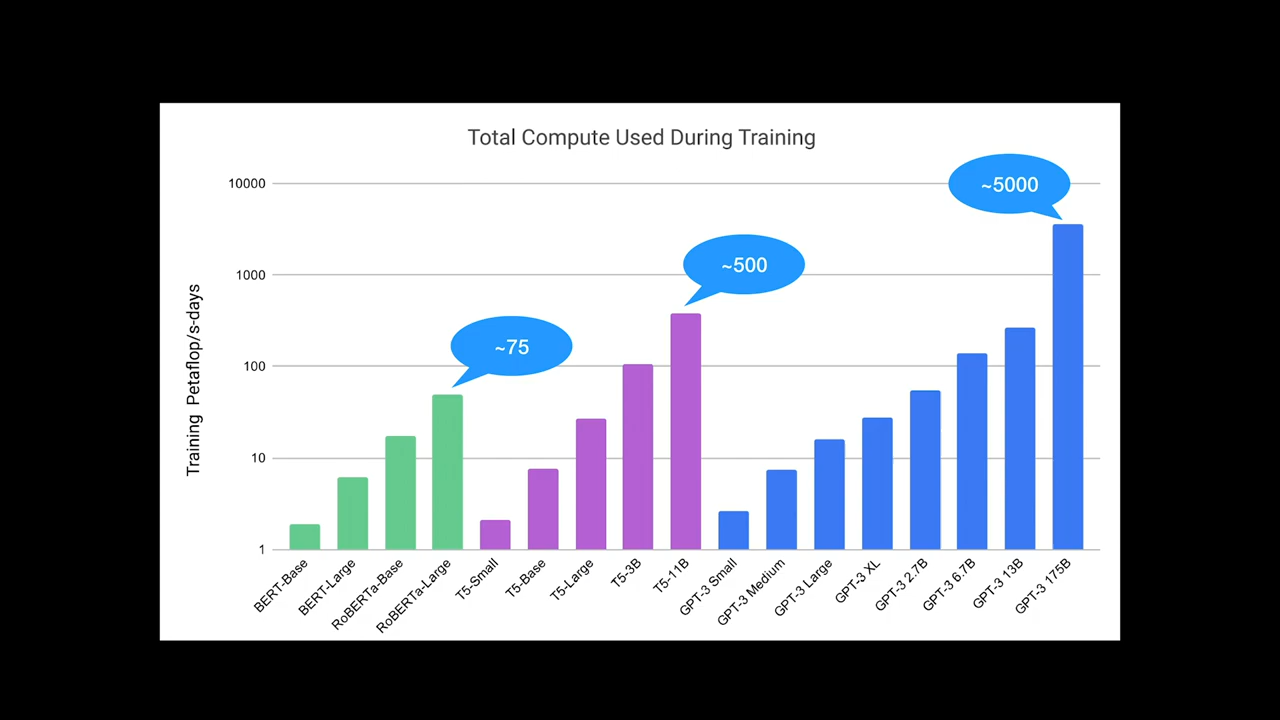 Total Compute Used During Training
Training Petaflop/s-days
10000
1000
100
10
1
~75
~500
~5000
BERT-Base
BERT-Large
RoBERTa-Base
RoBERTa-Large
T5-Small
T5-Base
T5-Large
T5-3B
T5-11B
GPT-3 Small
GPT-3 Medium
GPT-3 Large
GPT-3 XL
GPT-3 2.7B
GPT-3 6.7B
GPT-3 13B
GPT-3 175B